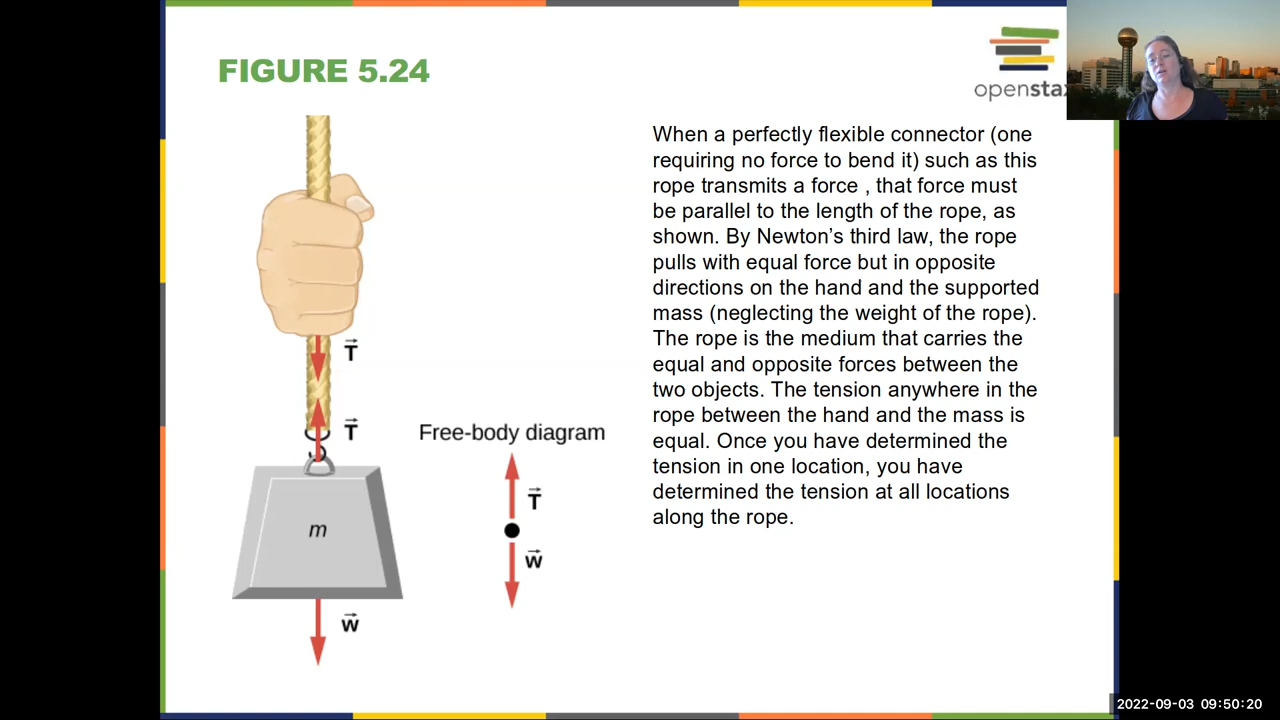 FIGURE 5.24
openstax
When a perfectly flexible connector (one
requiring no force to bend it) such as this
rope transmits a force , that force must
be parallel to the length of the rope, as
shown. By Newton’s third law, the rope
pulls with equal force but in opposite
directions on the hand and the supported
mass (neglecting the weight of the rope).
The rope is the medium that carries the
equal and opposite forces between the
two objects. The tension anywhere in the
rope between the hand and the mass is
equal. Once you have determined the
tension in one location, you have
determined the tension at all locations
along the rope.
T
T
m
w
Free-body diagram
T
w
2022-09-03 09:50:20